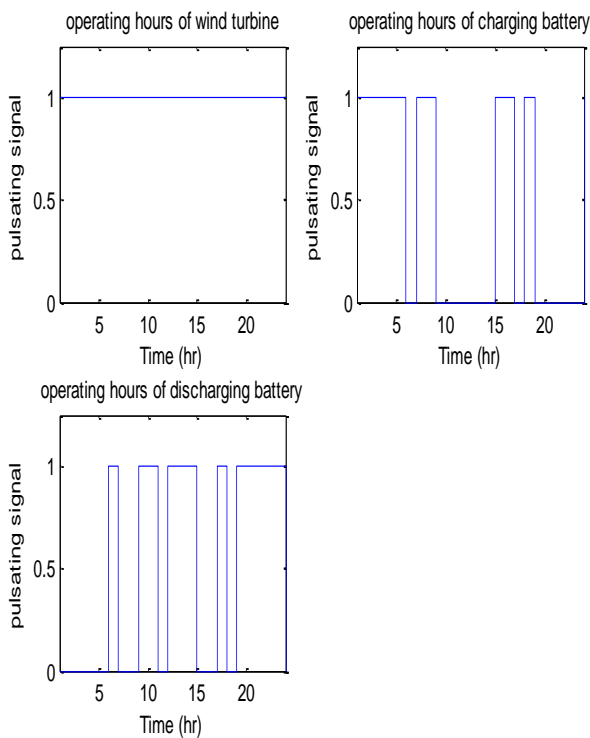 operating hours of wind turbine
pulsating signal
1
0.5
0
5 10 15 20
Time (hr)
operating hours of charging battery
pulsating signal
1
0.5
0
5 10 15 20
Time (hr)
operating hours of discharging battery
pulsating signal
1
0.5
0
5 10 15 20
Time (hr)